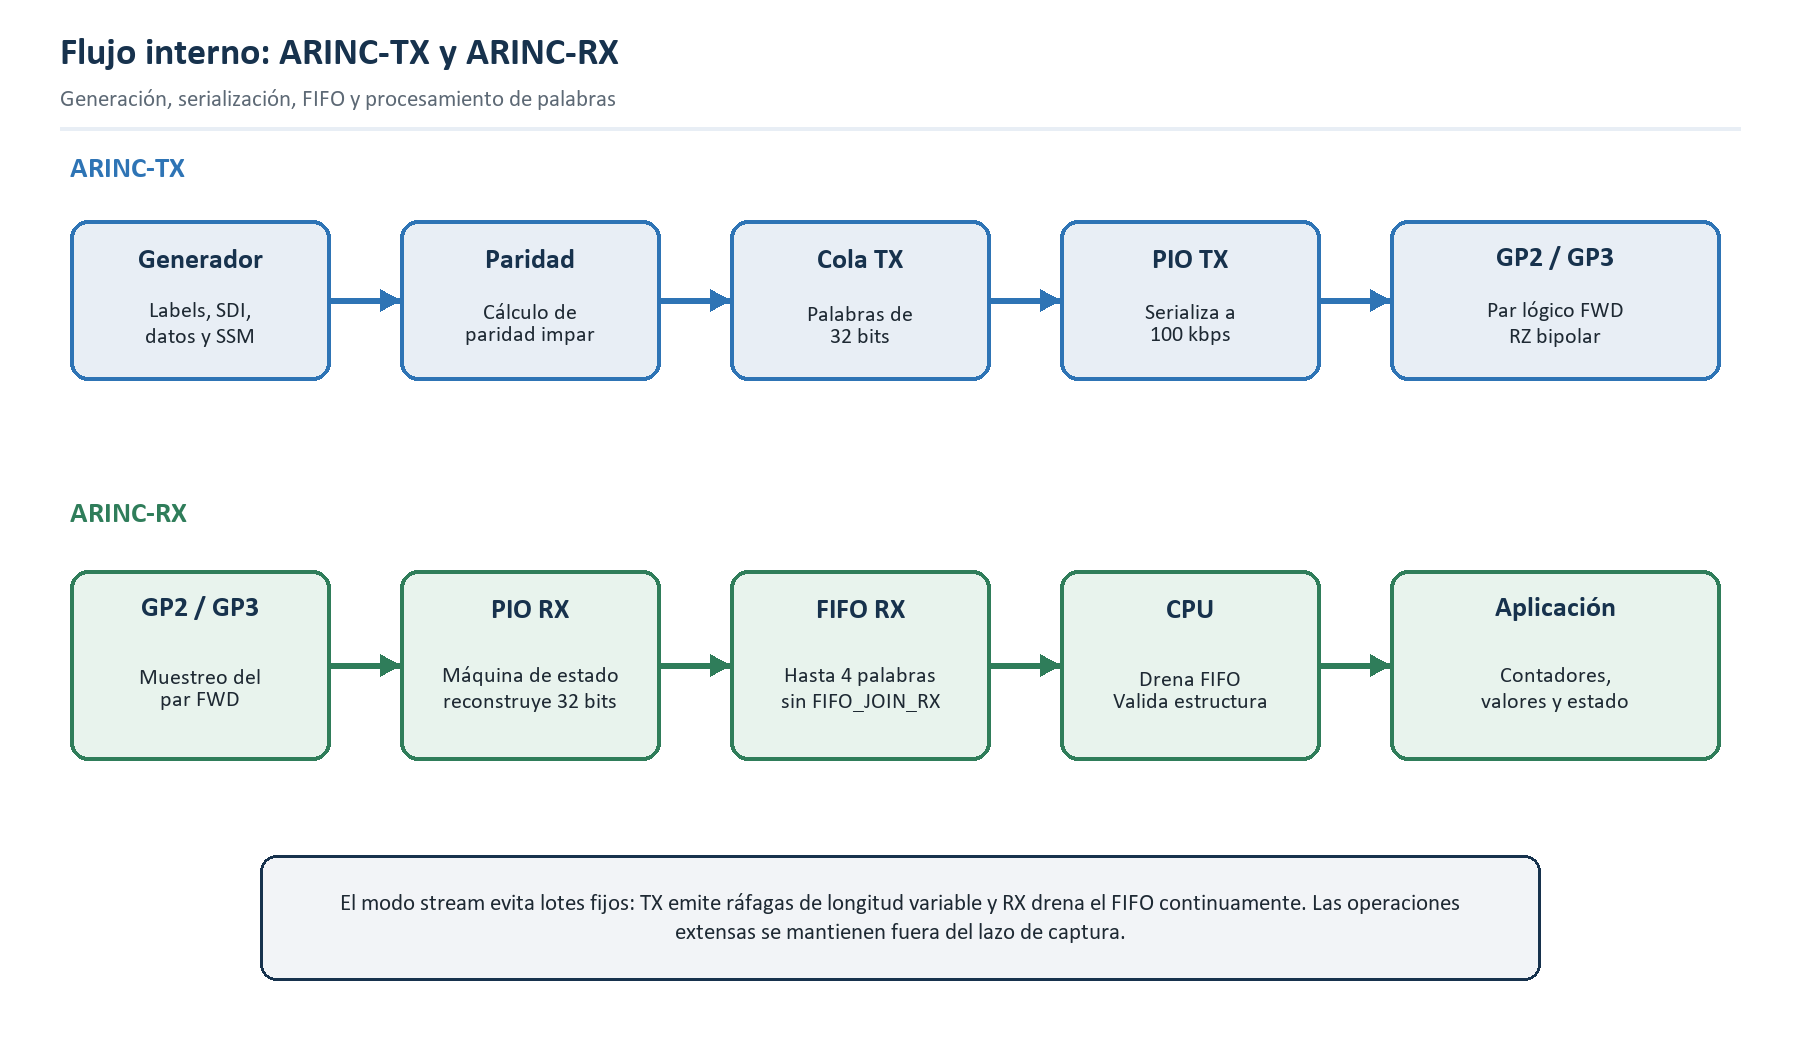 Flujo interno: ARINC-TX y ARINC-RX
Generación, serialización, FIFO y procesamiento de palabras
ARINC-TX
Generador
Labels, SDI,
datos y SSM
Paridad
Cálculo de
paridad impar
Cola TX
Palabras de
32 bits
PIO TX
Serializa a
100 kbps
GP2 / GP3
Par lógico FWD
RZ bipolar
ARINC-RX
GP2 / GP3
Muestreo del
par FWD
PIO RX
Máquina de estado
reconstruye 32 bits
FIFO RX
Hasta 4 palabras
sin FIFO_JOIN_RX
CPU
Drena FIFO
Valida estructura
Aplicación
Contadores,
valores y estado
El modo stream evita lotes fijos: TX emite ráfagas de longitud variable y RX drena el FIFO continuamente. Las operaciones
extensas se mantienen fuera del lazo de captura.